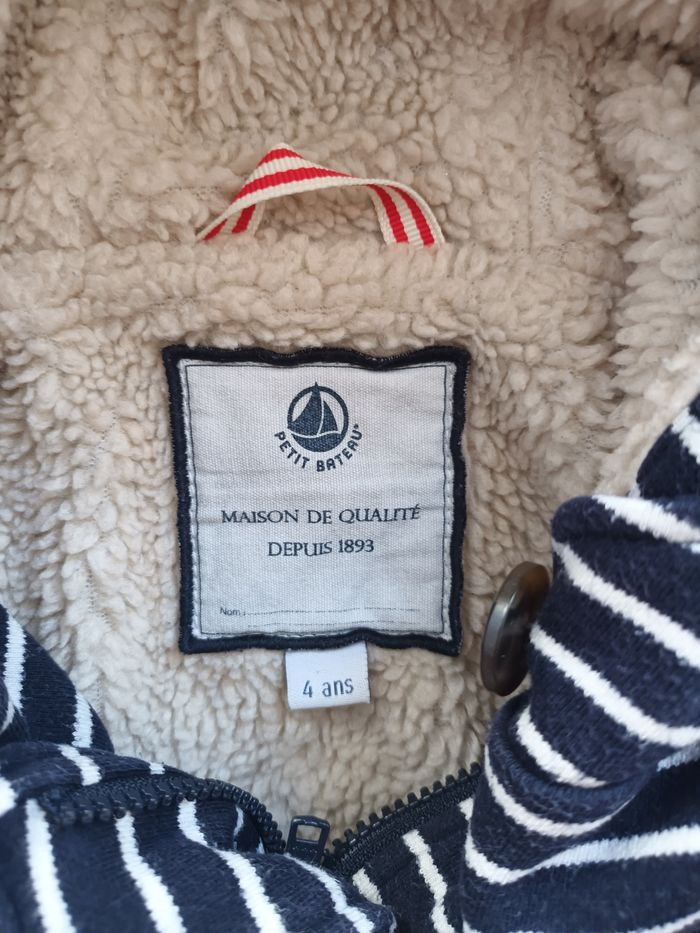 PETIT BATEAU®
MAISON DE QUALITÉ
DEPUIS 1893
Nom :
4 ans